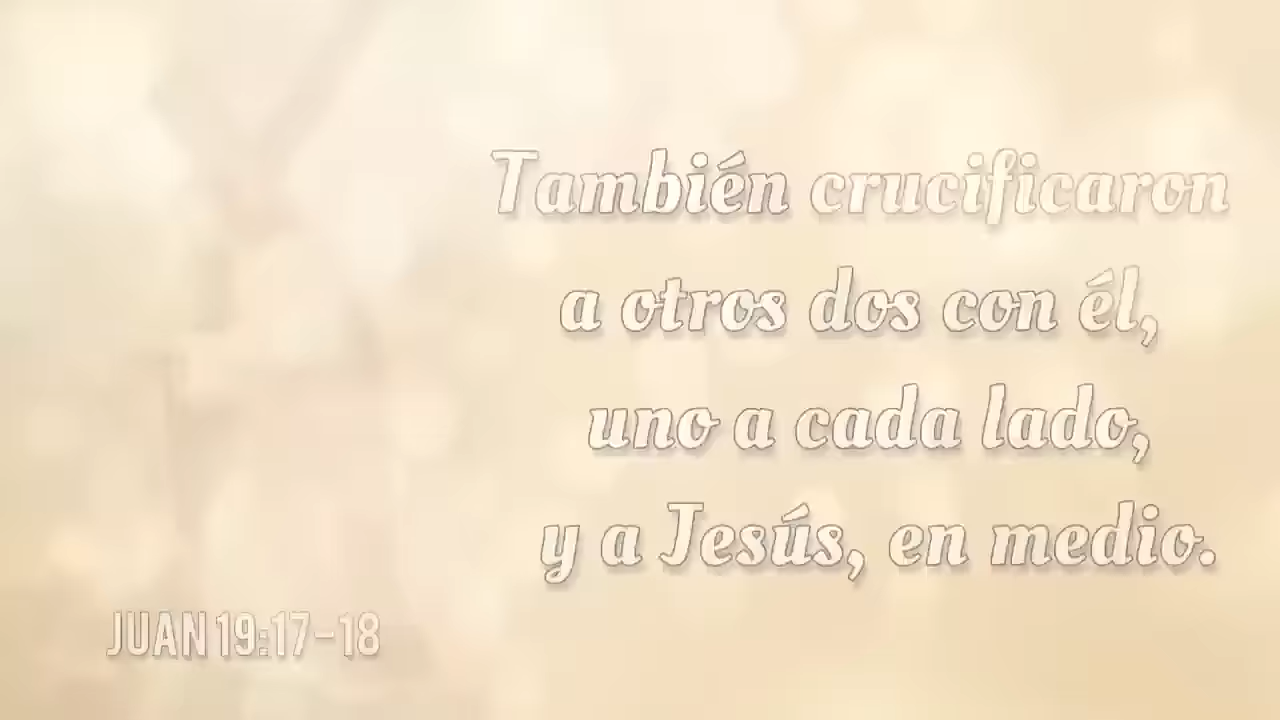 También crucificaron
a otros dos con él,
uno a cada lado,
y a Jesús, en medio.
JUAN 19:17-18